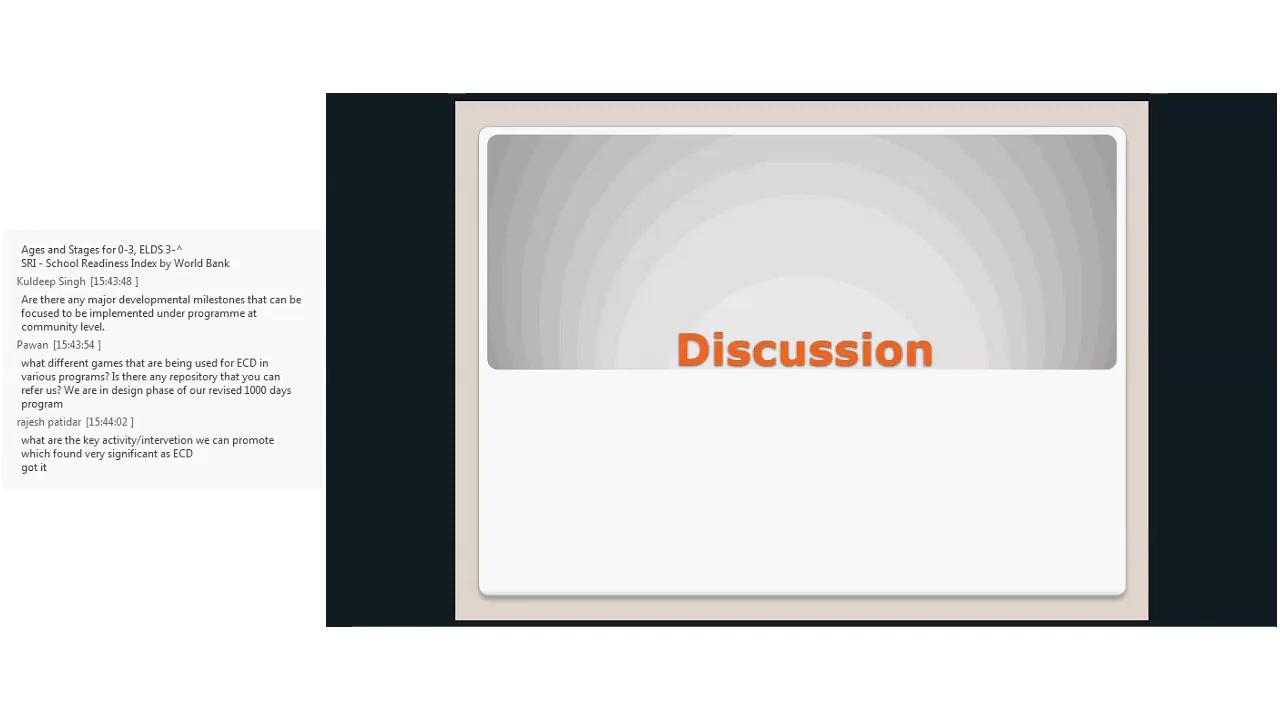 Ages and Stages for 0-3, ELDS 3-^
SRI - School Readiness Index by World Bank
Kuldeep Singh [15:43:48 ]
Are there any major developmental milestones that can be
focused to be implemented under programme at
community level.
Pawan [15:43:54 ]
what different games that are being used for ECD in
various programs? Is there any repository that you can
refer us? We are in design phase of our revised 1000 days
program
rajesh patidar [15:44:02 ]
what are the key activity/intervetion we can promote
which found very significant as ECD
got it
Discussion